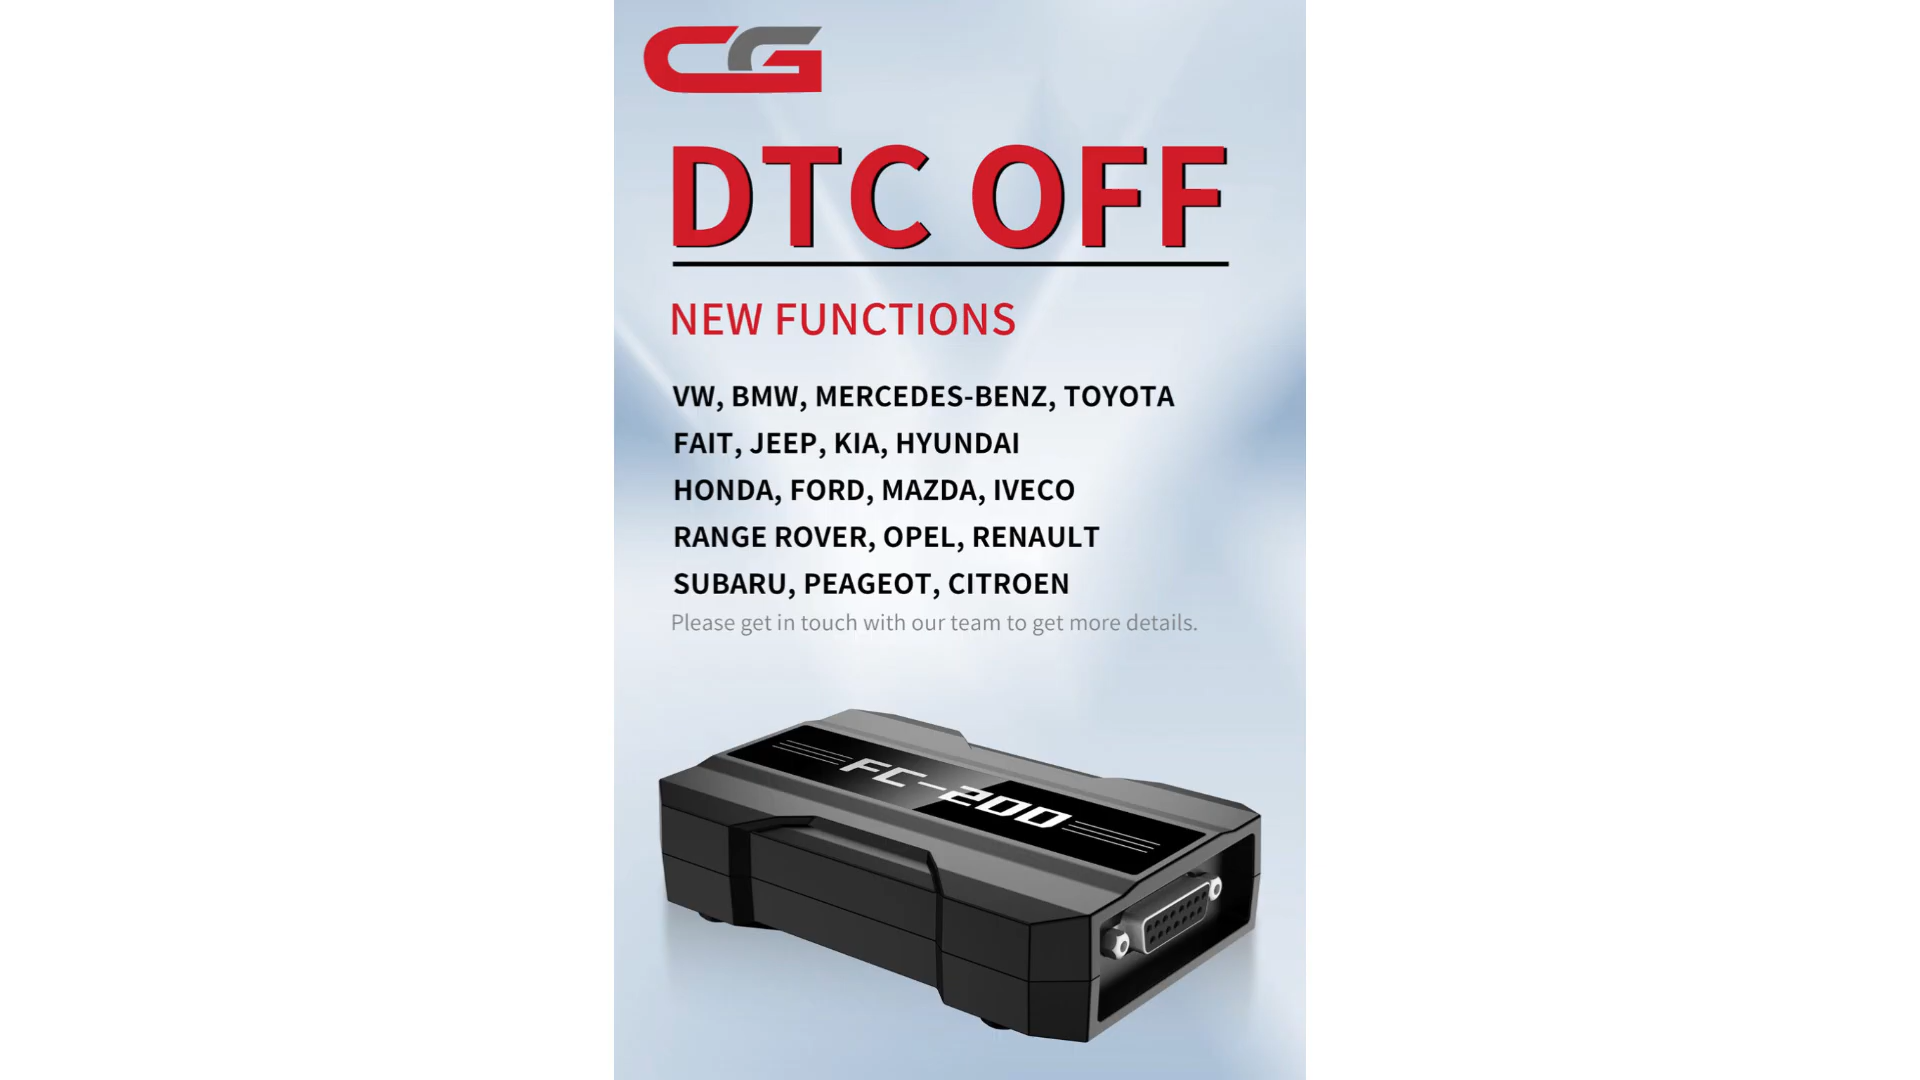 CG
DTC OFF
NEW FUNCTIONS
VW, BMW, MERCEDES-BENZ, TOYOTA
FAIT, JEEP, KIA, HYUNDAI
HONDA, FORD, MAZDA, IVECO
RANGE ROVER, OPEL, RENAULT
SUBARU, PEAGEOT, CITROEN
Please get in touch with our team to get more details.
FC-200